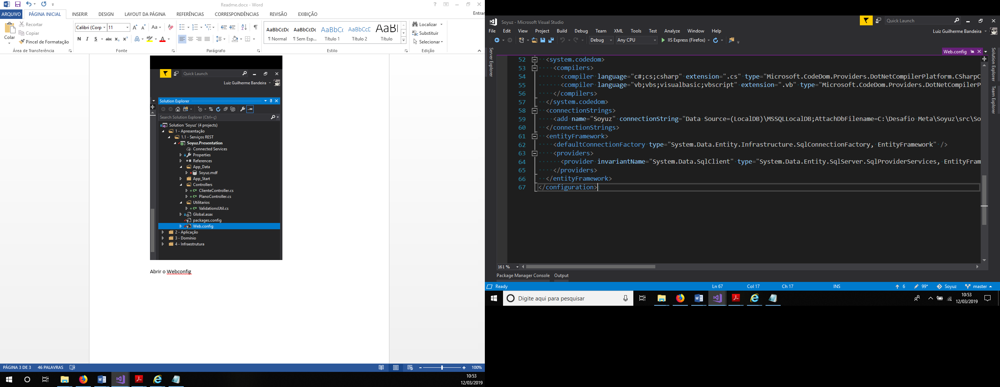 Readme.docx - Word
ARQUIVO PÁGINA INICIAL INSERIR DESIGN LAYOUT DA PÁGINA REFERÊNCIAS CORRESPONDÊNCIAS REVISÃO EXIBIÇÃO Entrar
Colar
Recortar
Copiar
Pincel de Formatação
Área de Transferência
Calibri (Corp 11
Fonte
Parágrafo
AaBbCcDc AaBbCcDc AaBbCc AaBbCcD AaBI
¶ Normal ¶ Sem Esp... Título 1 Título 2 Título
Estilo
Localizar
Substituir
Selecionar
Edição
Quick Launch
Luiz Guilherme Bandeira
Solution Explorer
Search Solution Explorer (Ctrl+ç)
Solution 'Soyuz' (4 projects)
1 - Apresentação
1.1 - Serviços REST
Soyuz.Presentation
Connected Services
Properties
References
App_Data
Soyuz.mdf
App_Start
Controllers
ClienteController.cs
PlanoController.cs
Utilitarios
ValidationsUtil.cs
Global.asax
packages.config
Web.config
2 - Aplicação
3 - Domínio
4 - Infraestrutura
Abrir o Webconfig
PÁGINA 3 DE 3 46 PALAVRAS 100%
10:53
12/03/2019
Soyuz - Microsoft Visual Studio Quick Launch
File Edit View Project Build Debug Team XML Tools Test Analyze Window Help Luiz Guilherme Bandeira
Debug Any CPU IIS Express (Firefox)
Server Explorer
Web.config
Solution Explorer
Team Explorer
52 <system.codedom>
53 <compilers>
54 <compiler language="c#;cs;csharp" extension=".cs" type="Microsoft.CodeDom.Providers.DotNetCompilerPlatform.CSharpC
55 <compiler language="vb;vbs;visualbasic;vbscript" extension=".vb" type="Microsoft.CodeDom.Providers.DotNetCompilerP
56 </compilers>
57 </system.codedom>
58 <connectionStrings>
59 <add name="Soyuz" connectionString="Data Source=(LocalDB)\MSSQLLocalDB;AttachDbFilename=C:\Desafio Meta\Soyuz\src\So
60 </connectionStrings>
61 <entityFramework>
62 <defaultConnectionFactory type="System.Data.Entity.Infrastructure.SqlConnectionFactory, EntityFramework" />
63 <providers>
64 <provider invariantName="System.Data.SqlClient" type="System.Data.Entity.SqlServer.SqlProviderServices, EntityFram
65 </providers>
66 </entityFramework>
67 </configuration>
161 %
Package Manager Console Output
Ready Ln 67 Col 17 Ch 17 INS 6 99* Soyuz master
Digite aqui para pesquisar
10:53
12/03/2019